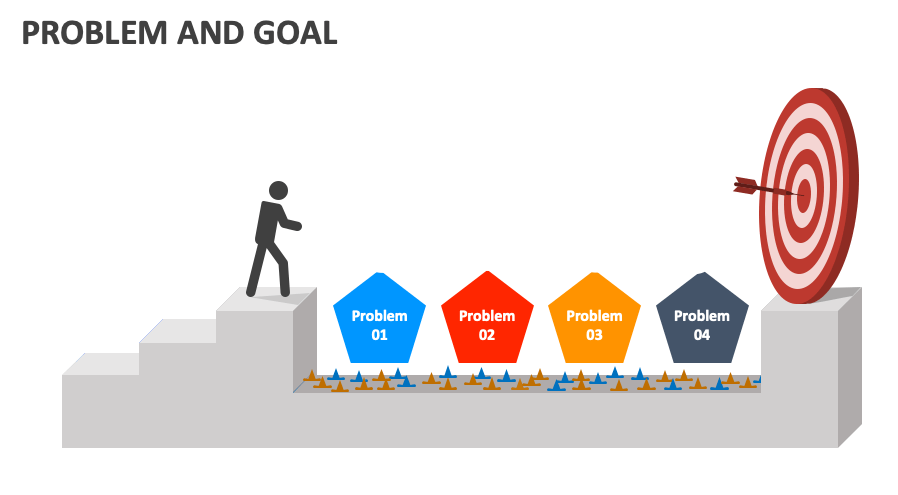 PROBLEM AND GOAL
Problem
01
Problem
02
Problem
03
Problem
04